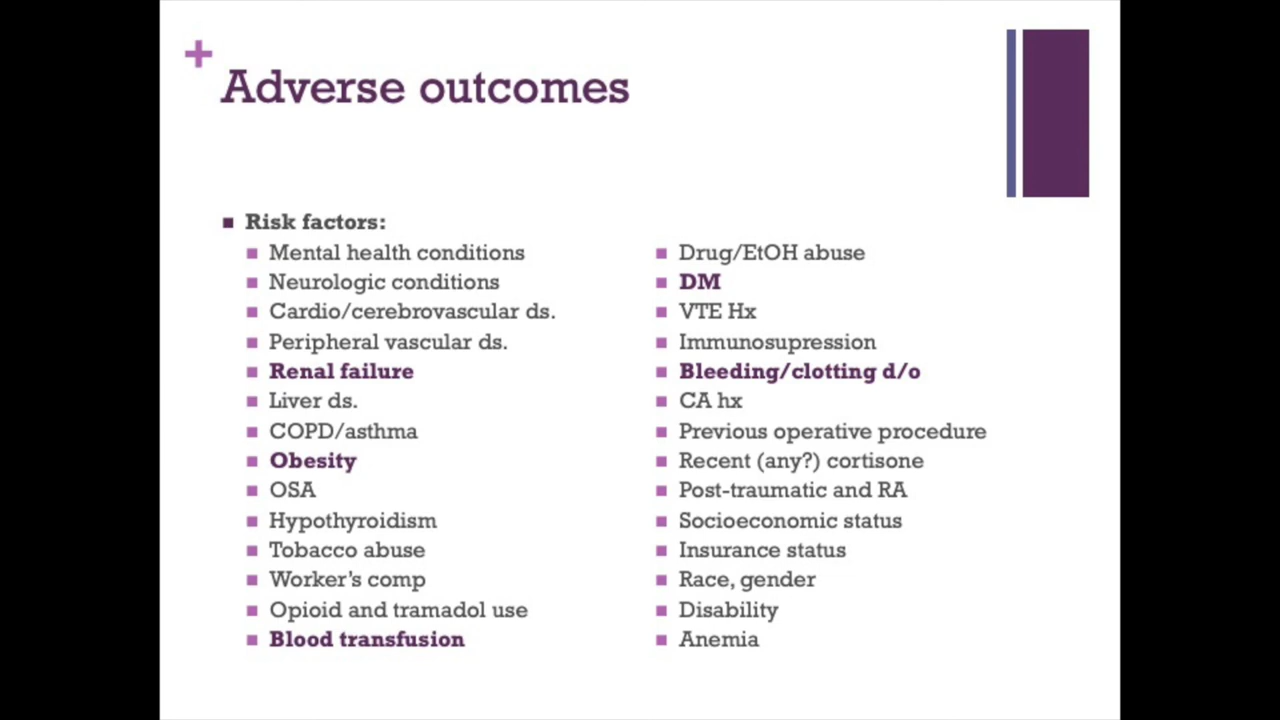 +
Adverse outcomes
Risk factors:
Mental health conditions
Neurologic conditions
Cardio/cerebrovascular ds.
Peripheral vascular ds.
Renal failure
Liver ds.
COPD/asthma
Obesity
OSA
Hypothyroidism
Tobacco abuse
Worker's comp
Opioid and tramadol use
Blood transfusion
Drug/EtOH abuse
DM
VTE Hx
Immunosupression
Bleeding/clotting d/o
CA hx
Previous operative procedure
Recent (any?) cortisone
Post-traumatic and RA
Socioeconomic status
Insurance status
Race, gender
Disability
Anemia